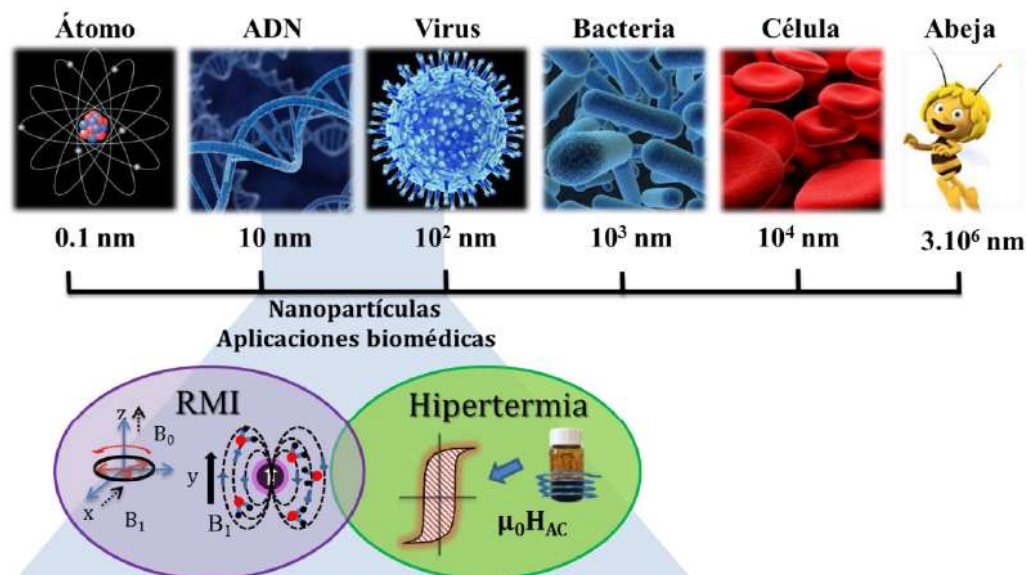 Átomo ADN Virus Bacteria Célula Abeja
0.1 nm 10 nm 10² nm 10³ nm 10⁴ nm 3.10⁶ nm
Nanopartículas
Aplicaciones biomédicas
RMI Hipertermia
z B₀
y
x B₁ B₁ μ₀H_AC